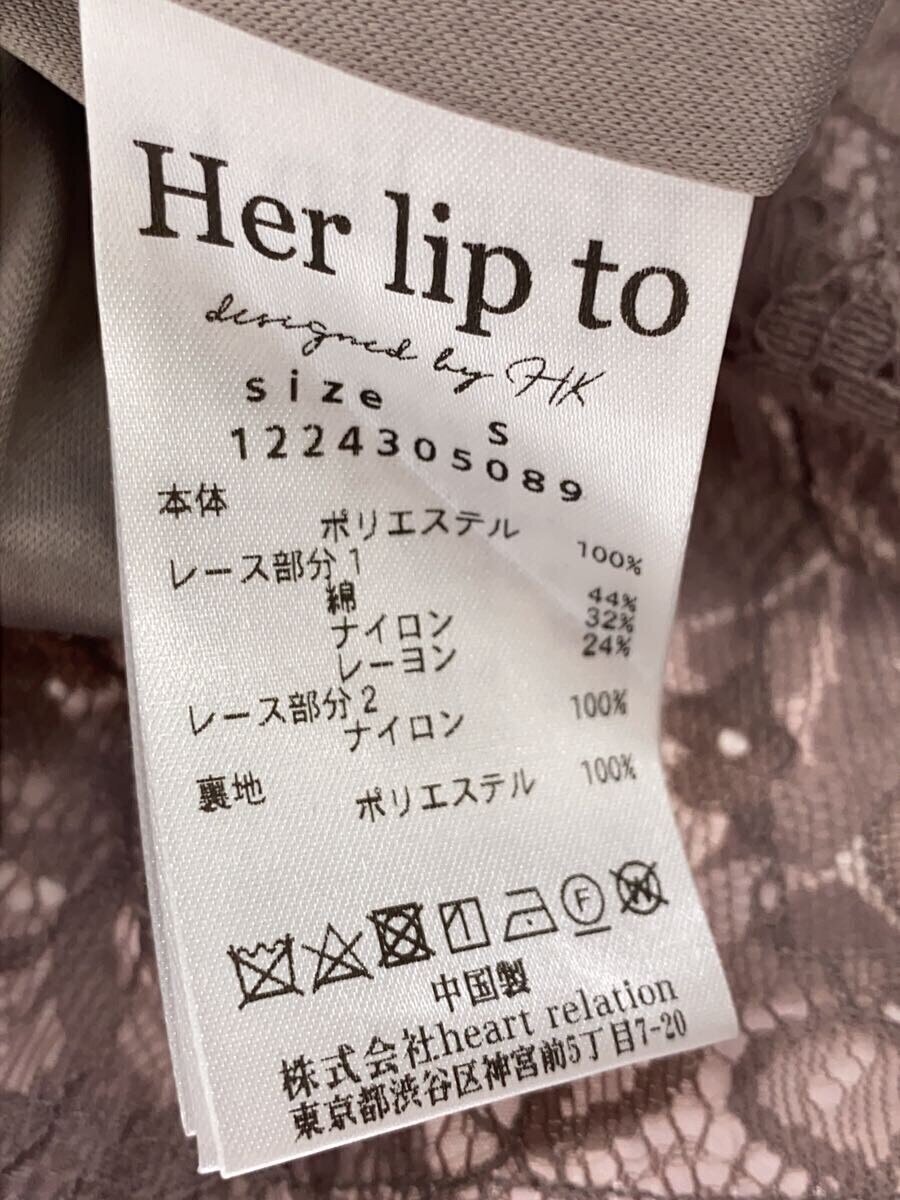 Her lip to
designed by HK
size S
1224305089
本体
ポリエステル 100%
レース部分1
綿 44%
ナイロン 32%
レーヨン 24%
レース部分2
ナイロン 100%
裏地
ポリエステル 100%
F W
中国製
株式会社heart relation
東京都渋谷区神宮前5丁目7-20